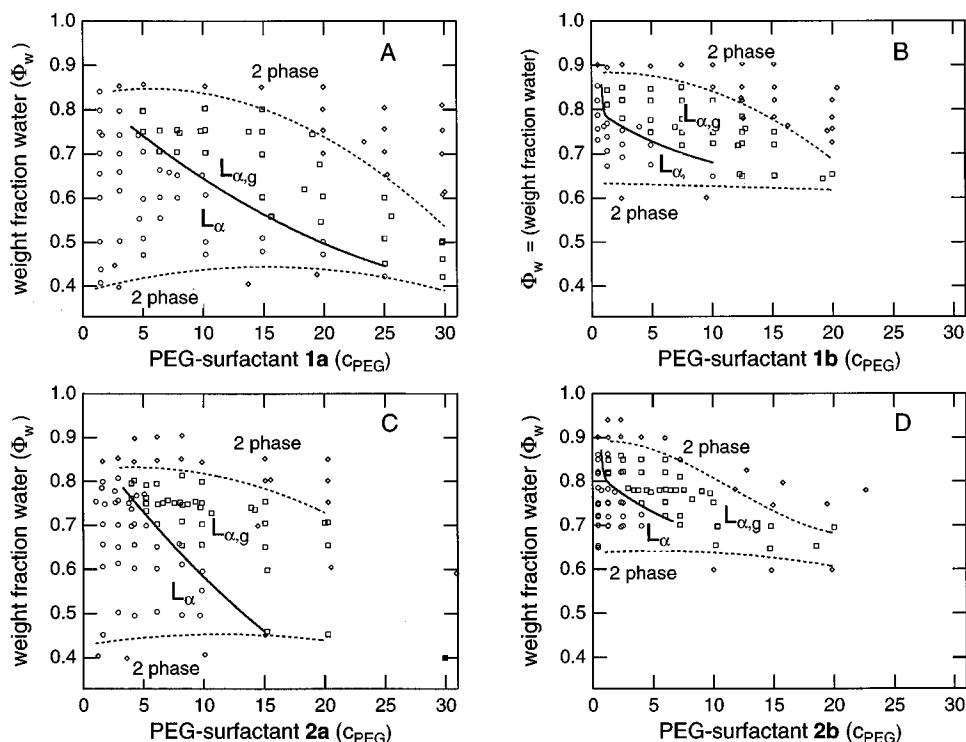 A
weight fraction water (Φw)
1.0
0.9
0.8
0.7
0.6
0.5
0.4
2 phase
Lα,g
Lα
2 phase
0 5 10 15 20 25 30
PEG-surfactant 1a (cPEG)
B
Φw = (weight fraction water)
1.0
0.9
0.8
0.7
0.6
0.5
0.4
2 phase
Lα,g
Lα,
2 phase
0 5 10 15 20 25 30
PEG-surfactant 1b (cPEG)
C
weight fraction water (Φw)
1.0
0.9
0.8
0.7
0.6
0.5
0.4
2 phase
Lα,g
Lα
2 phase
0 5 10 15 20 25 30
PEG-surfactant 2a (cPEG)
D
weight fraction water (Φw)
1.0
0.9
0.8
0.7
0.6
0.5
0.4
2 phase
Lα,g
Lα
2 phase
0 5 10 15 20 25 30
PEG-surfactant 2b (cPEG)